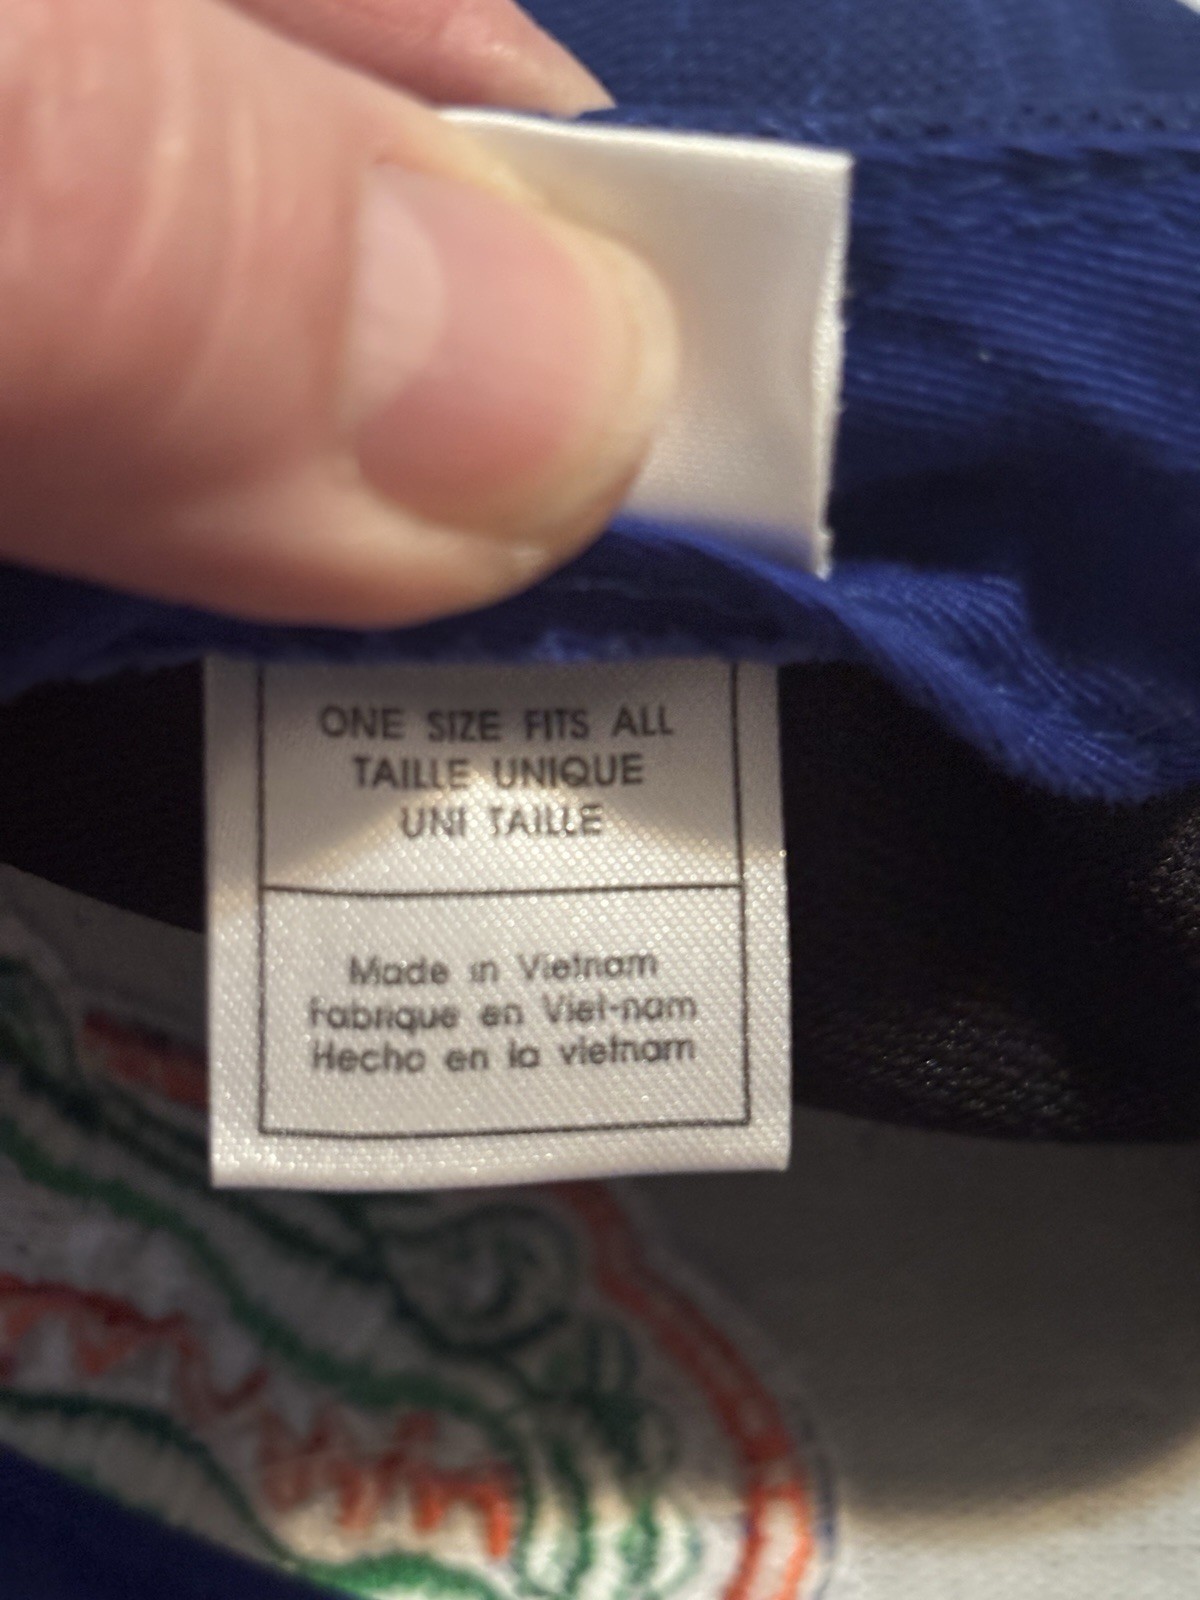 ONE SIZE FITS ALL
TAILLE UNIQUE
UNI TAILLE
Made in Vietnam
Fabrique en Viet-nam
Hecho en la vietnam